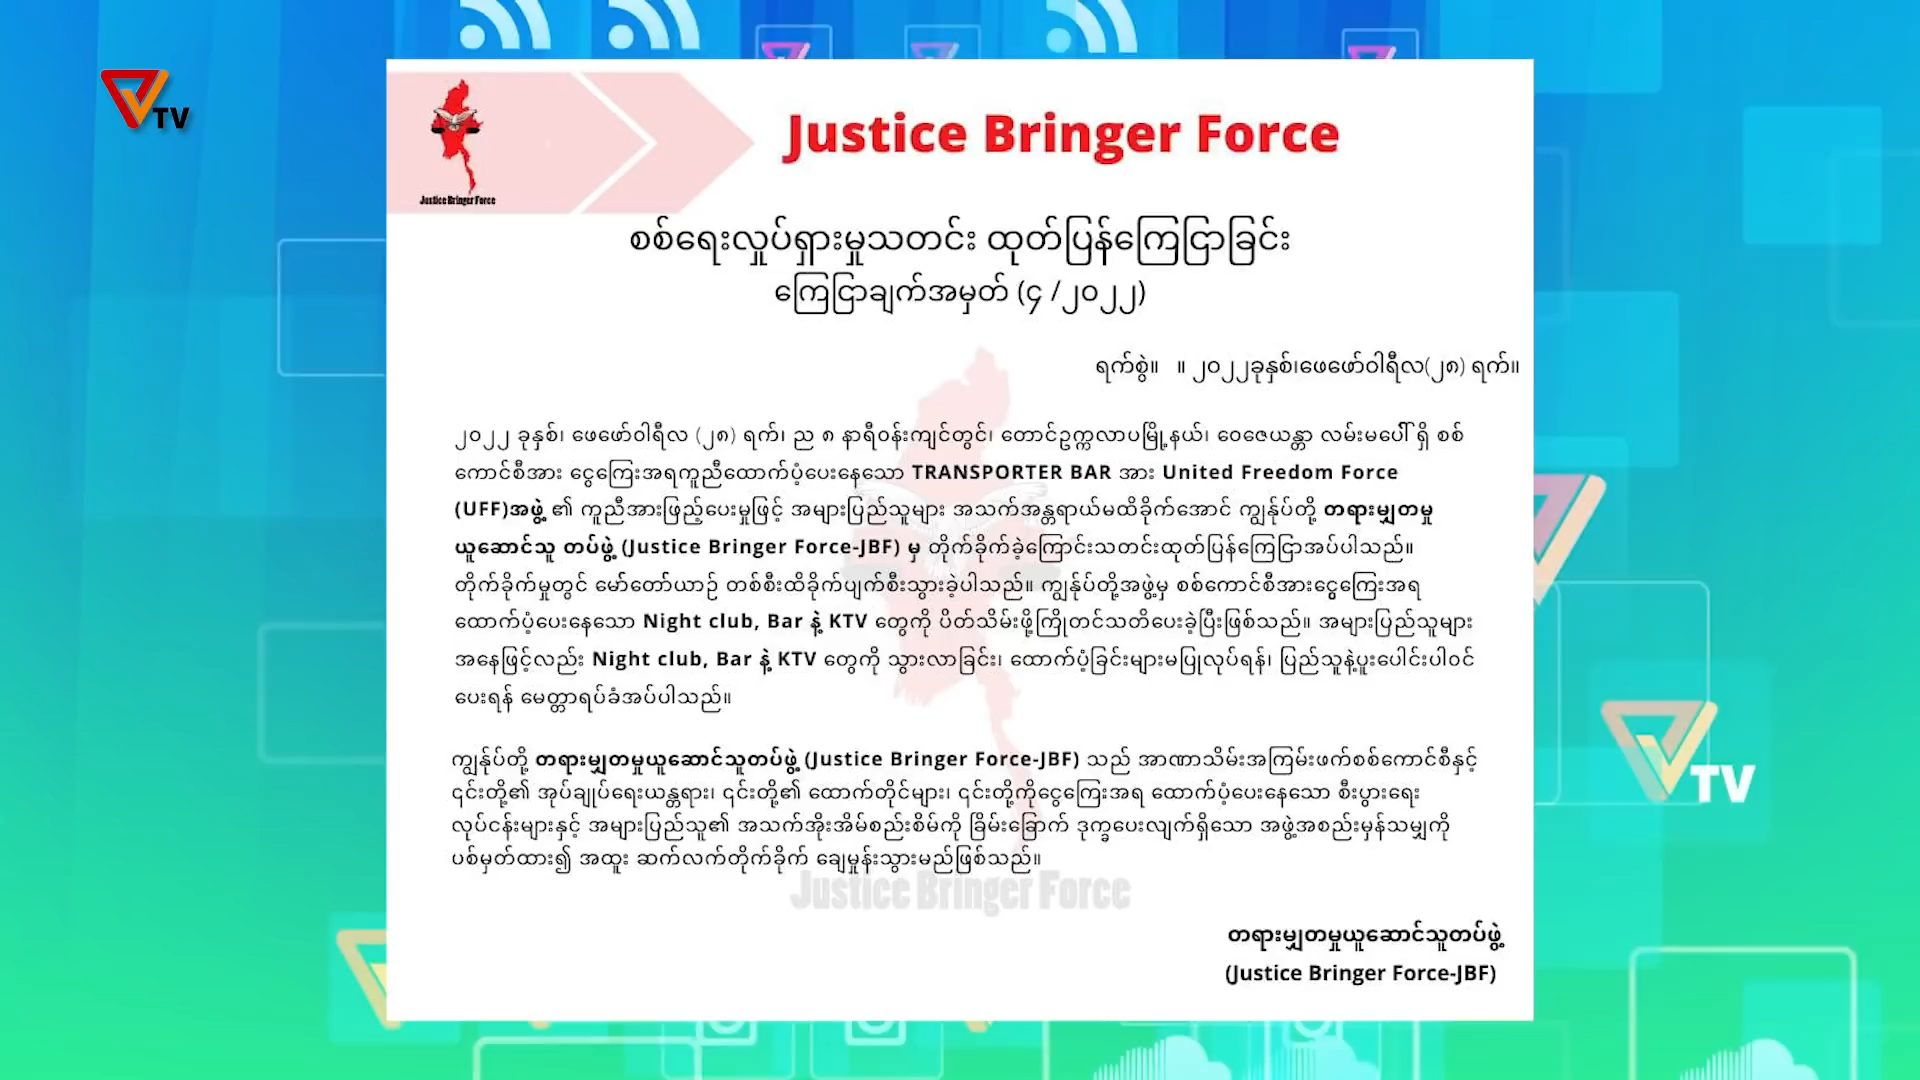 TV
Justice Bringer Force
Justice Bringer Force
စစ်ရေးလှုပ်ရှားမှုသတင်း ထုတ်ပြန်ကြေငြာခြင်း
ကြေငြာချက်အမှတ် (၄ /၂၀၂၂)
ရက်စွဲ။ ။ ၂၀၂၂ခုနှစ်၊ဖေဖော်ဝါရီလ(၂၈) ရက်။
၂၀၂၂ ခုနှစ်၊ ဖေဖော်ဝါရီလ (၂၈) ရက်၊ ည ၈ နာရီဝန်းကျင်တွင်၊ တောင်ဥက္ကလာပမြို့နယ်၊ ဝေဇေယန္တာ လမ်းမပေါ် ရှိ စစ်
ကောင်စီအား ငွေကြေးအရကူညီထောက်ပံ့ပေးနေသော TRANSPORTER BAR အား United Freedom Force
(UFF)အဖွဲ့ ၏ ကူညီအားဖြည့်ပေးမှုဖြင့် အများပြည်သူများ အသက်အန္တရာယ်မထိခိုက်အောင် ကျွန်ုပ်တို့ တရားမျှတမှု
ယူဆောင်သူ တပ်ဖွဲ့ (Justice Bringer Force-JBF) မှ တိုက်ခိုက်ခဲ့ကြောင်းသတင်းထုတ်ပြန်ကြေငြာအပ်ပါသည်။
တိုက်ခိုက်မှုတွင် မော်တော်ယာဉ် တစ်စီးထိခိုက်ပျက်စီးသွားခဲ့ပါသည်။ ကျွန်ုပ်တို့အဖွဲ့မှ စစ်ကောင်စီအားငွေကြေးအရ
ထောက်ပံ့ပေးနေသော Night club, Bar နဲ့ KTV တွေကို ပိတ်သိမ်းဖို့ကြိုတင်သတိပေးခဲ့ပြီးဖြစ်သည်။ အများပြည်သူများ
အနေဖြင့်လည်း Night club, Bar နဲ့ KTV တွေကို သွားလာခြင်း၊ ထောက်ပံ့ခြင်းများမပြုလုပ်ရန်၊ ပြည်သူနဲ့ပူးပေါင်းပါဝင်
ပေးရန် မေတ္တာရပ်ခံအပ်ပါသည်။
ကျွန်ုပ်တို့ တရားမျှတမှုယူဆောင်သူတပ်ဖွဲ့ (Justice Bringer Force-JBF) သည် အာဏာသိမ်းအကြမ်းဖက်စစ်ကောင်စီနှင့်
၎င်းတို့၏ အုပ်ချုပ်ရေးယန္တရား၊ ၎င်းတို့၏ ထောက်တိုင်များ၊ ၎င်းတို့ကိုငွေကြေးအရ ထောက်ပံ့ပေးနေသော စီးပွားရေး
လုပ်ငန်းများနှင့် အများပြည်သူ၏ အသက်အိုးအိမ်စည်းစိမ်ကို ခြိမ်းခြောက် ဒုက္ခပေးလျက်ရှိသော အဖွဲ့အစည်းမှန်သမျှကို
ပစ်မှတ်ထား၍ အထူး ဆက်လက်တိုက်ခိုက် ချေမှုန်းသွားမည်ဖြစ်သည်။
Justice Bringer Force
တရားမျှတမှုယူဆောင်သူတပ်ဖွဲ့
(Justice Bringer Force-JBF)
TV